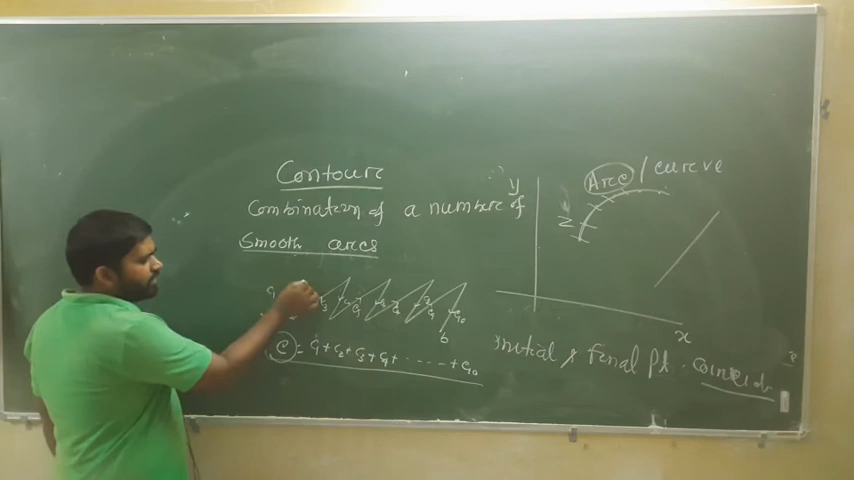 Contour
Combination of a number of
Smooth arcs
b
C = C1 + C2 + C3 + C4 + ..... + C10
y
Arc / curve
x
Initial & Final Pt. coincide